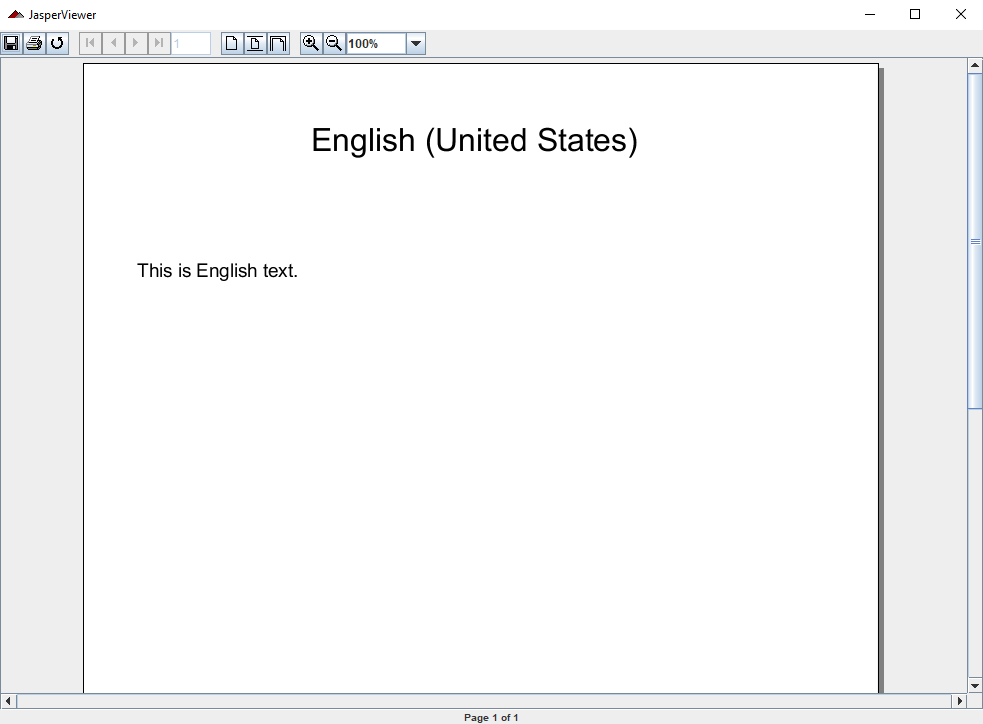 JasperViewer
1
100%
English (United States)
This is English text.
Page 1 of 1